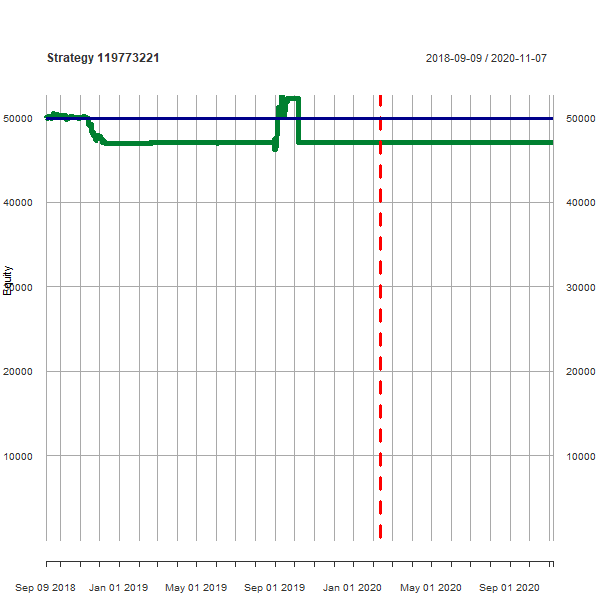 Strategy 119773221
2018-09-09 / 2020-11-07
50000
50000
40000
40000
Equity
30000
30000
20000
20000
10000
10000
Sep 09 2018
Jan 01 2019
May 01 2019
Sep 01 2019
Jan 01 2020
May 01 2020
Sep 01 2020